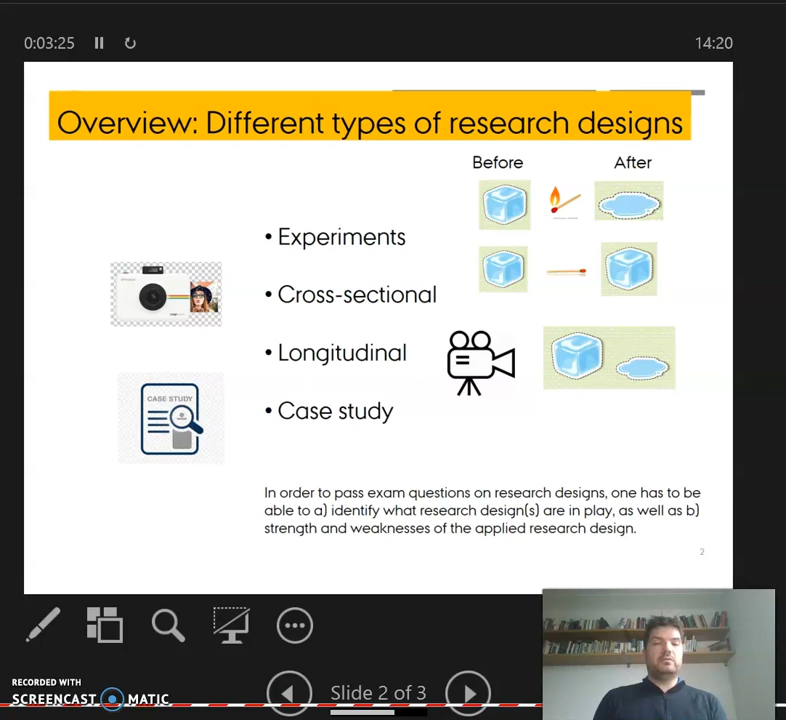 0:03:25
14:20
Overview: Different types of research designs
Before
After
• Experiments
• Cross-sectional
• Longitudinal
CASE STUDY
• Case study
In order to pass exam questions on research designs, one has to be
able to a) identify what research design(s) are in play, as well as b)
strength and weaknesses of the applied research design.
2
RECORDED WITH
SCREENCAST MATIC
Slide 2 of 3